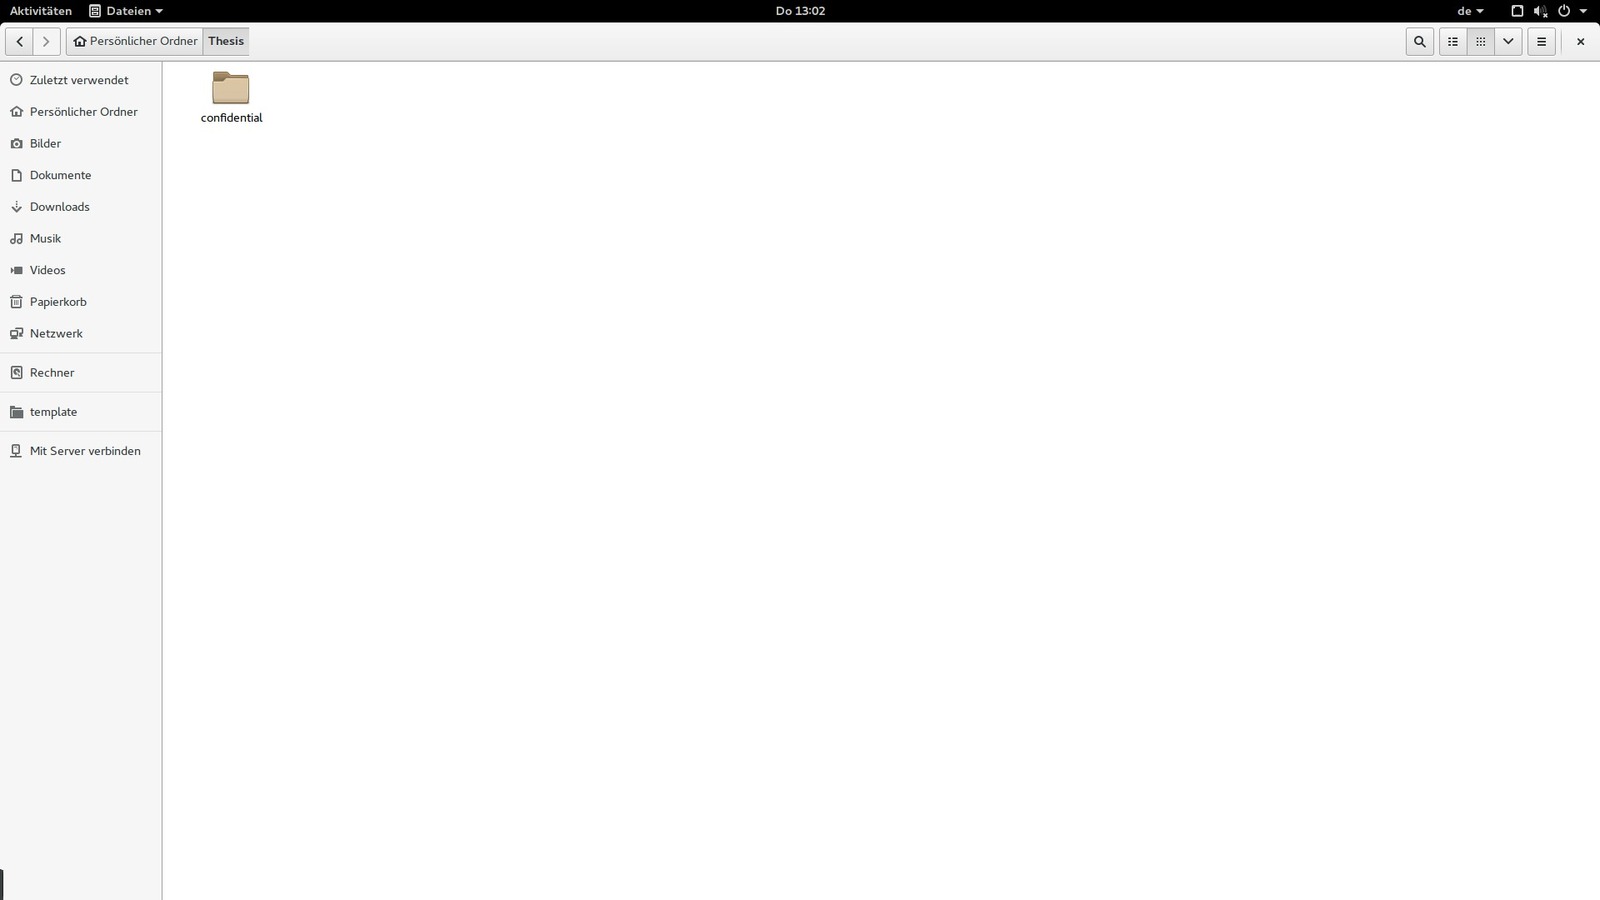 Aktivitäten Dateien Do 13:02 de
Persönlicher Ordner Thesis
Zuletzt verwendet
Persönlicher Ordner
Bilder
Dokumente
Downloads
Musik
Videos
Papierkorb
Netzwerk
Rechner
template
Mit Server verbinden
confidential